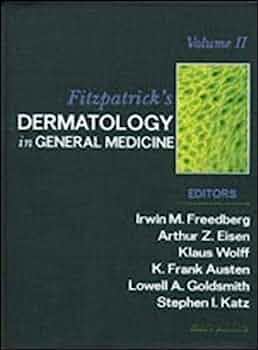 Volume II
Fitzpatrick's
DERMATOLOGY
in GENERAL MEDICINE
EDITORS
Irwin M. Freedberg
Arthur Z. Eisen
Klaus Wolff
K. Frank Austen
Lowell A. Goldsmith
Stephen I. Katz